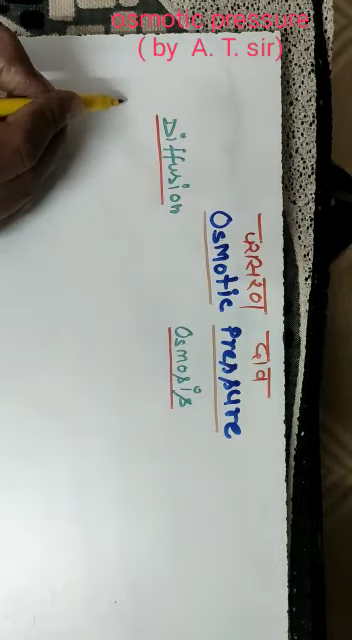 osmotic pressure
( by A. T. sir)
परासरण दाब
Osmotic Pressure
Diffusion Osmosis